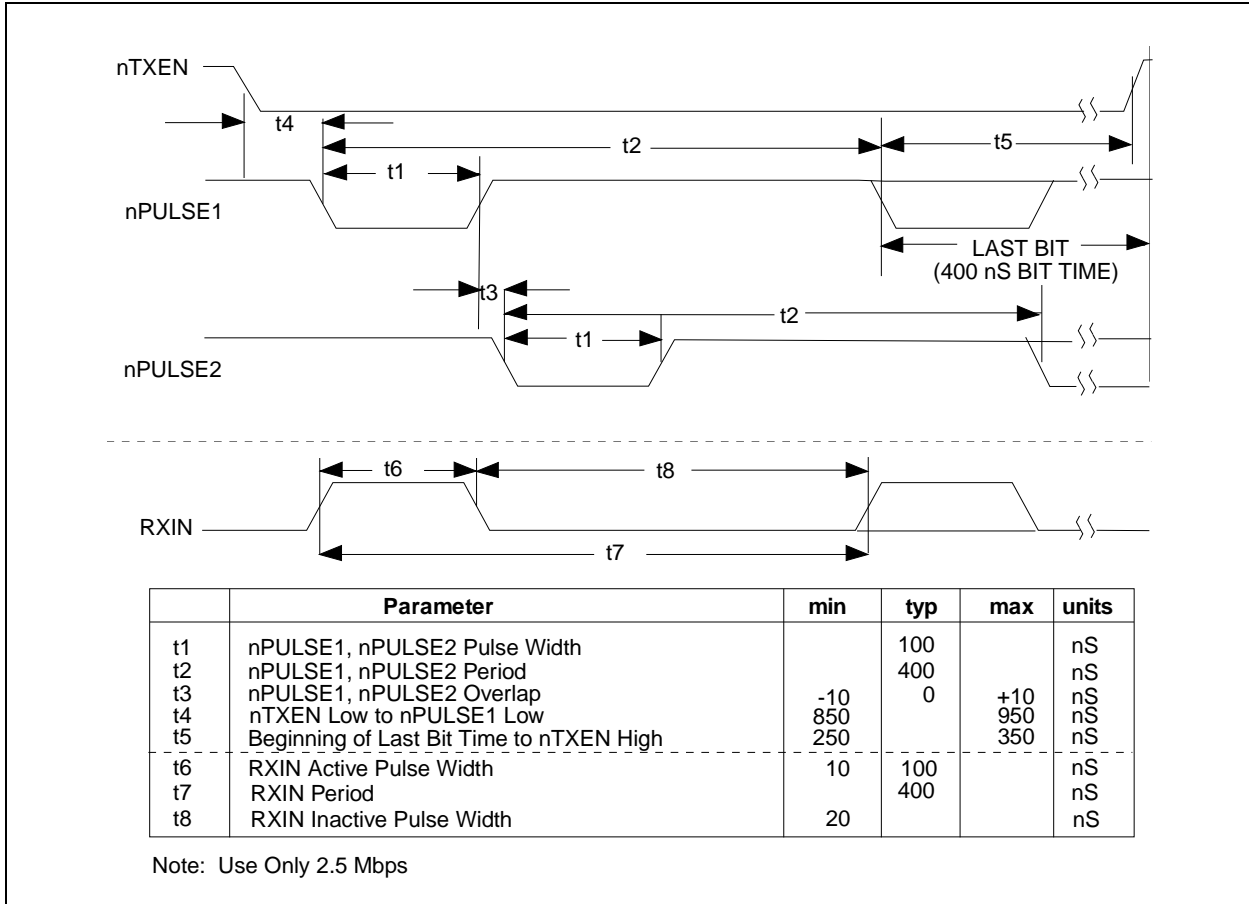 nTXEN
t4
t2
t5
t1
nPULSE1
LAST BIT
(400 nS BIT TIME)
t3
t2
t1
nPULSE2
t6
t8
RXIN
t7
Parameter min typ max units
t1 nPULSE1, nPULSE2 Pulse Width 100 nS
t2 nPULSE1, nPULSE2 Period 400 nS
t3 nPULSE1, nPULSE2 Overlap -10 0 +10 nS
t4 nTXEN Low to nPULSE1 Low 850 950 nS
t5 Beginning of Last Bit Time to nTXEN High 250 350 nS
t6 RXIN Active Pulse Width 10 100 nS
t7 RXIN Period 400 nS
t8 RXIN Inactive Pulse Width 20 nS
Note: Use Only 2.5 Mbps